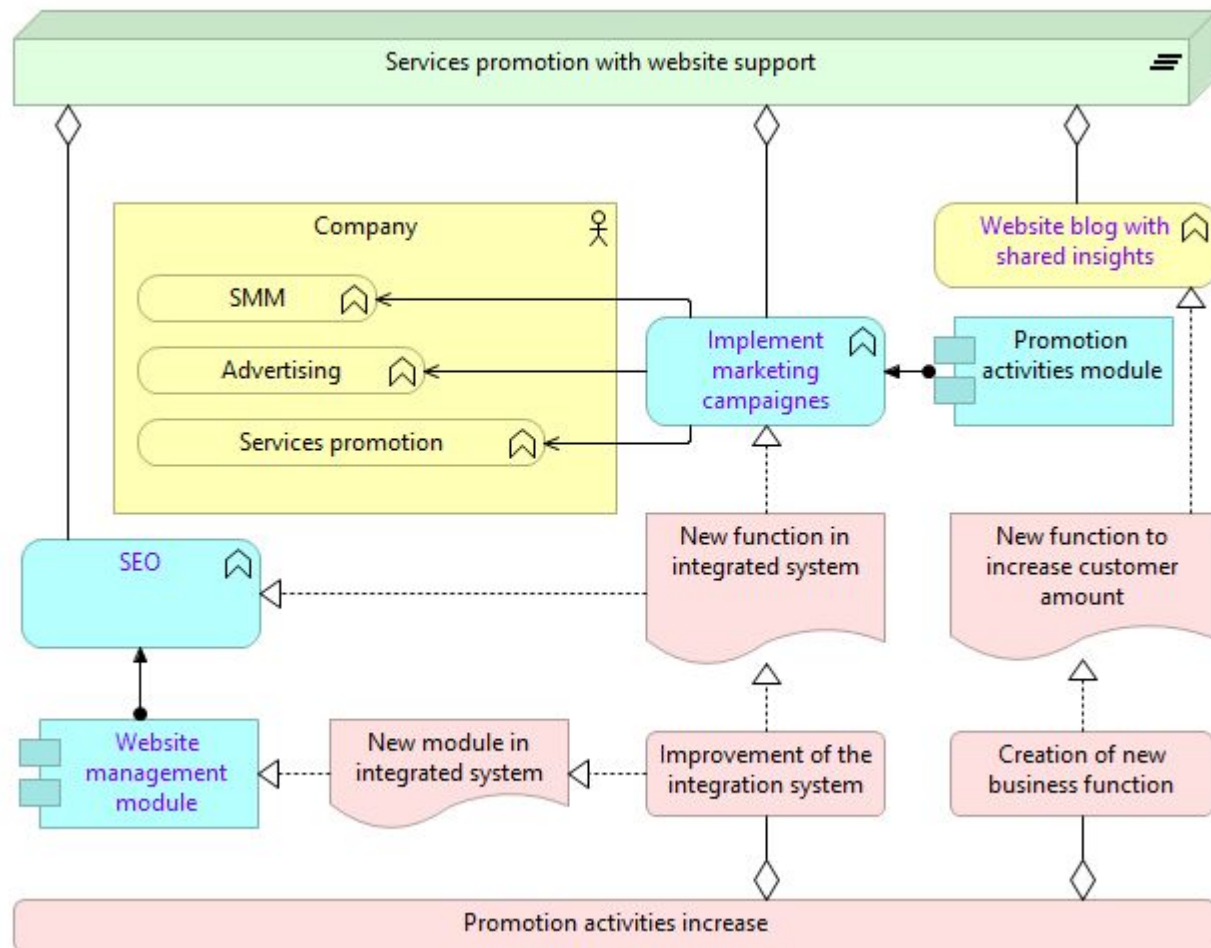 Services promotion with website support
Company
SMM
Advertising
Services promotion
Website blog with
shared insights
Implement
marketing
campaignes
Promotion
activities module
SEO
New function in
integrated system
New function to
increase customer
amount
Website
management
module
New module in
integrated system
Improvement of the
integration system
Creation of new
business function
Promotion activities increase